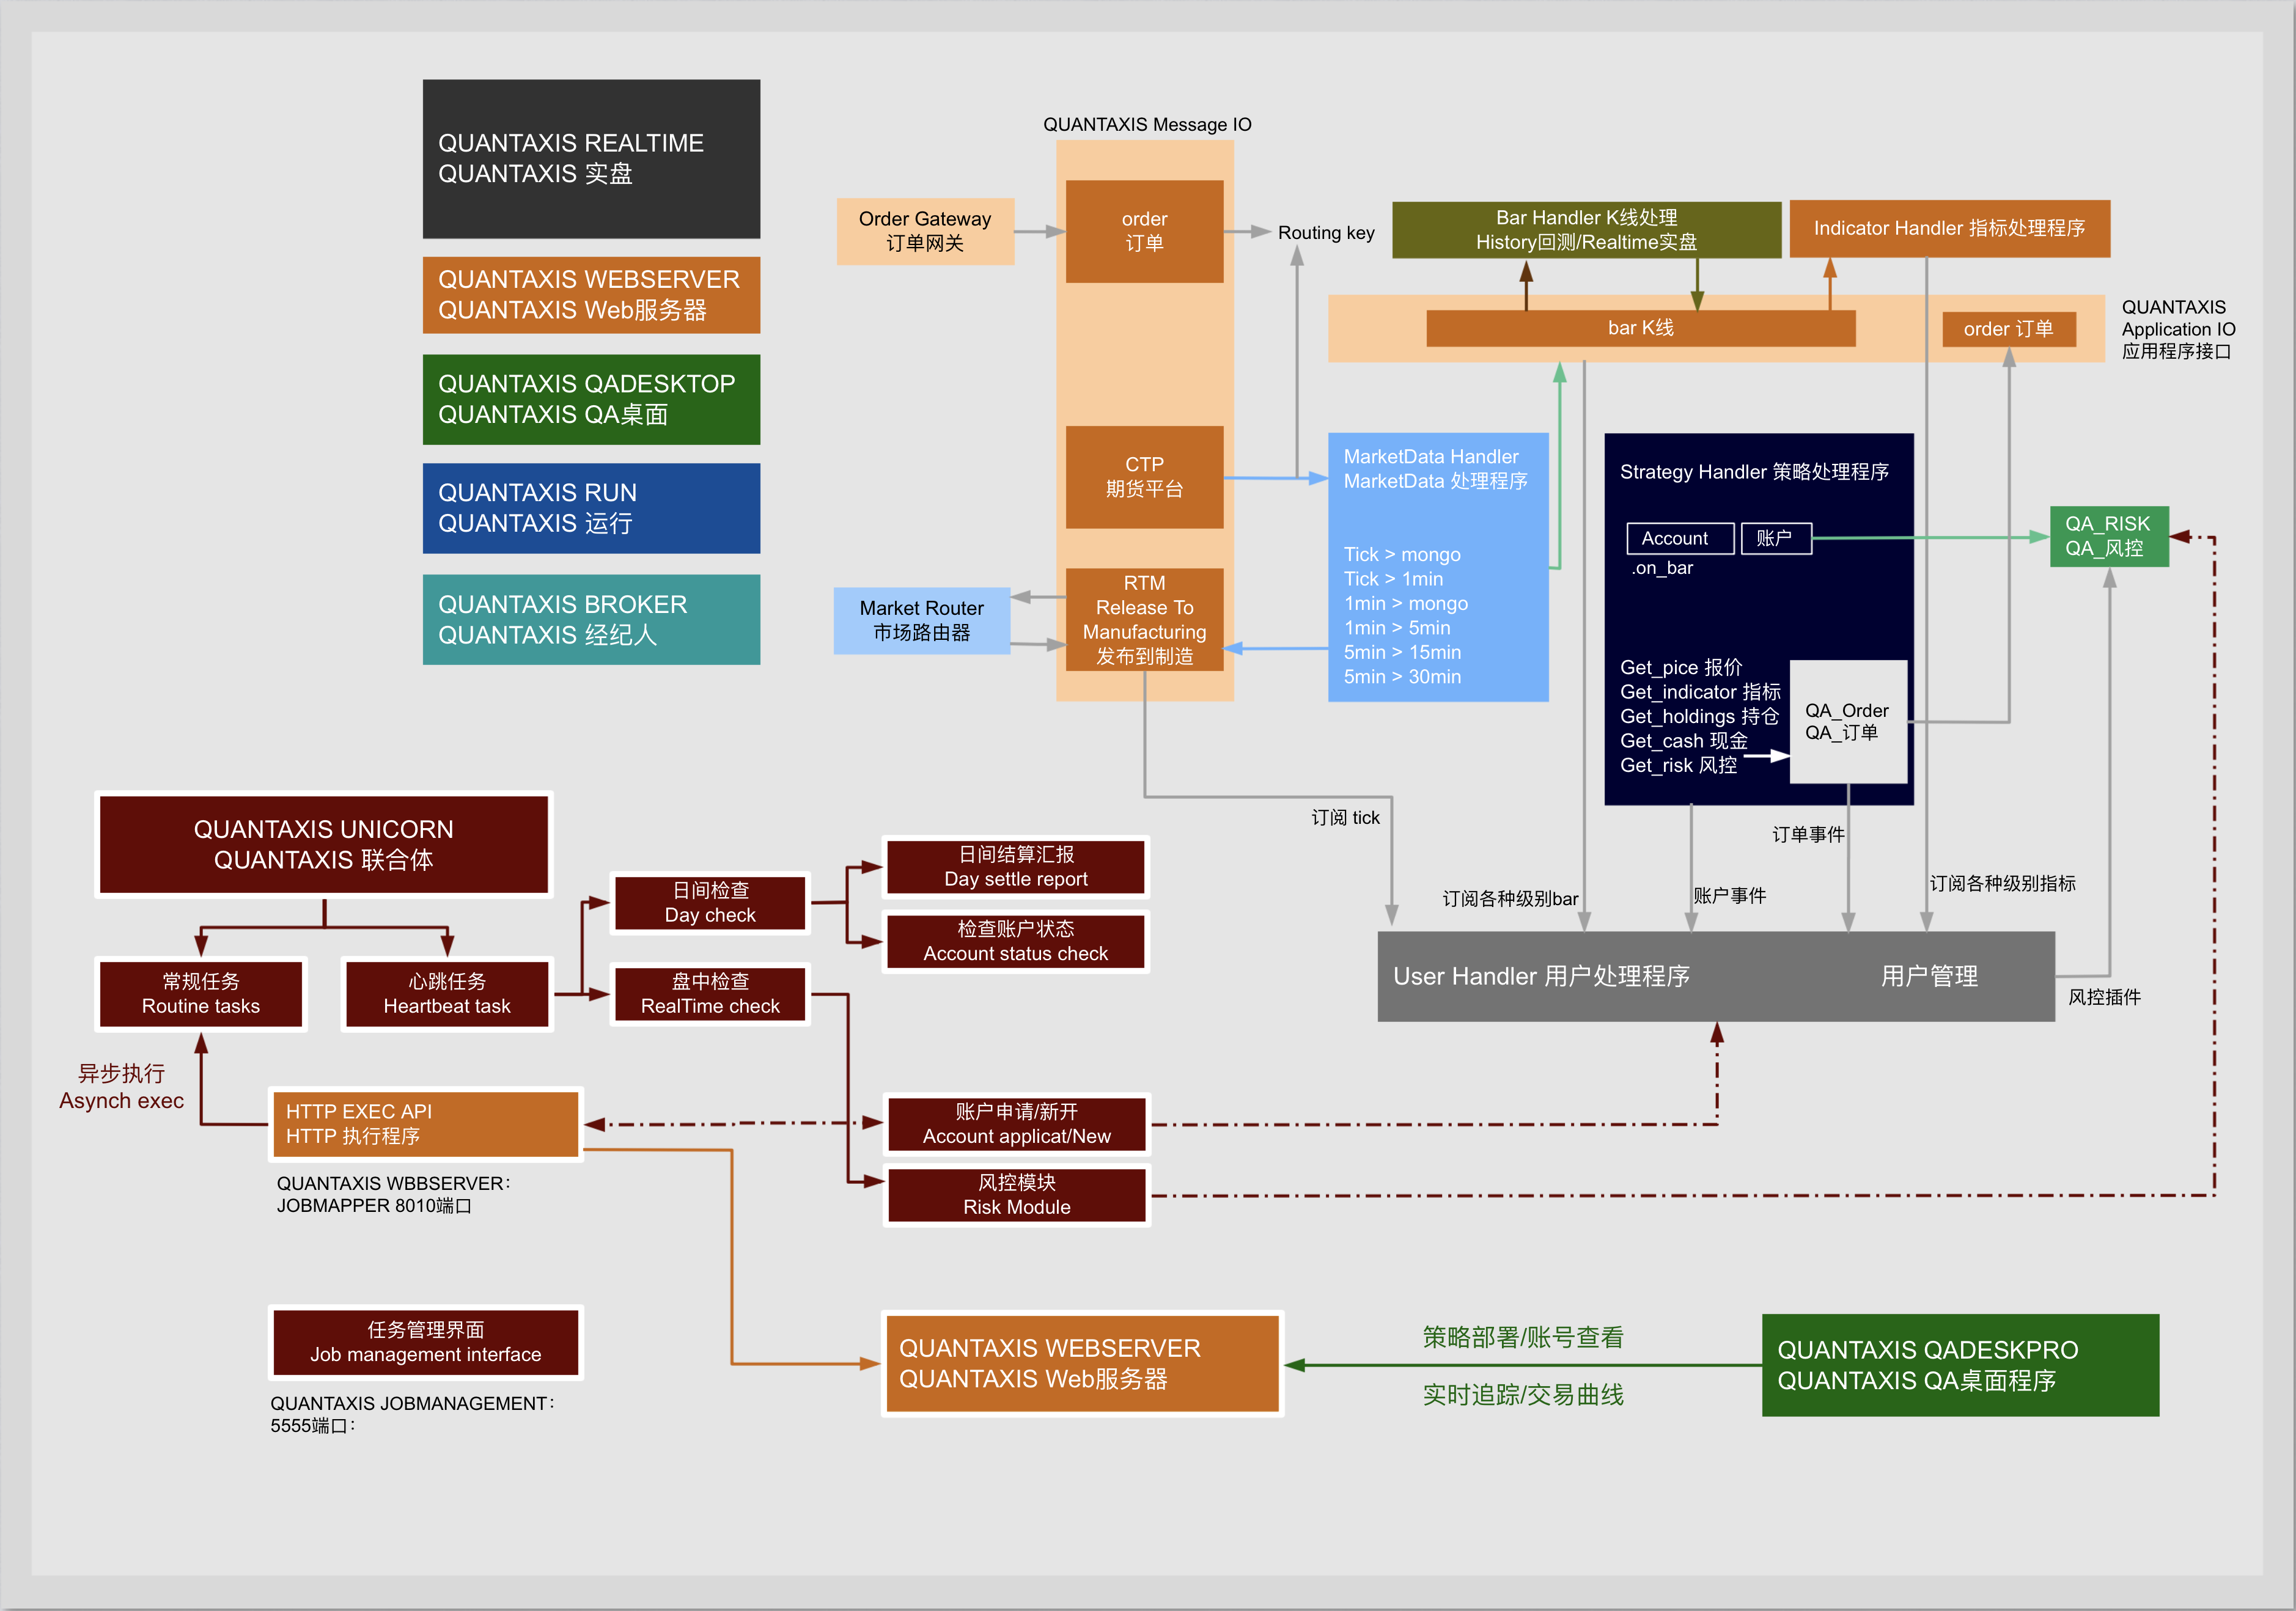 QUANTAXIS REALTIME
QUANTAXIS 实盘
QUANTAXIS WEBSERVER
QUANTAXIS Web服务器
QUANTAXIS QADESKTOP
QUANTAXIS QA桌面
QUANTAXIS RUN
QUANTAXIS 运行
QUANTAXIS BROKER
QUANTAXIS 经纪人
QUANTAXIS Message IO
Order Gateway
订单网关
order
订单
Routing key
CTP
期货平台
Market Router
市场路由器
RTM
Release To
Manufacturing
发布到制造
Bar Handler K线处理
History回测/Realtime实盘
Indicator Handler 指标处理程序
bar K线
order 订单
QUANTAXIS
Application IO
应用程序接口
MarketData Handler
MarketData 处理程序
Tick > mongo
Tick > 1min
1min > mongo
1min > 5min
5min > 15min
5min > 30min
Strategy Handler 策略处理程序
Account
账户
.on_bar
Get_pice 报价
Get_indicator 指标
Get_holdings 持仓
Get_cash 现金
Get_risk 风控
QA_Order
QA_订单
QA_RISK
QA_风控
订阅 tick
订阅各种级别bar
账户事件
订单事件
订阅各种级别指标
User Handler 用户处理程序
用户管理
风控插件
QUANTAXIS UNICORN
QUANTAXIS 联合体
常规任务
Routine tasks
心跳任务
Heartbeat task
日间检查
Day check
盘中检查
RealTime check
日间结算汇报
Day settle report
检查账户状态
Account status check
异步执行
Asynch exec
HTTP EXEC API
HTTP 执行程序
QUANTAXIS WBBSERVER：
JOBMAPPER 8010端口
账户申请/新开
Account applicat/New
风控模块
Risk Module
任务管理界面
Job management interface
QUANTAXIS JOBMANAGEMENT：
5555端口：
QUANTAXIS WEBSERVER
QUANTAXIS Web服务器
策略部署/账号查看
实时追踪/交易曲线
QUANTAXIS QADESKPRO
QUANTAXIS QA桌面程序